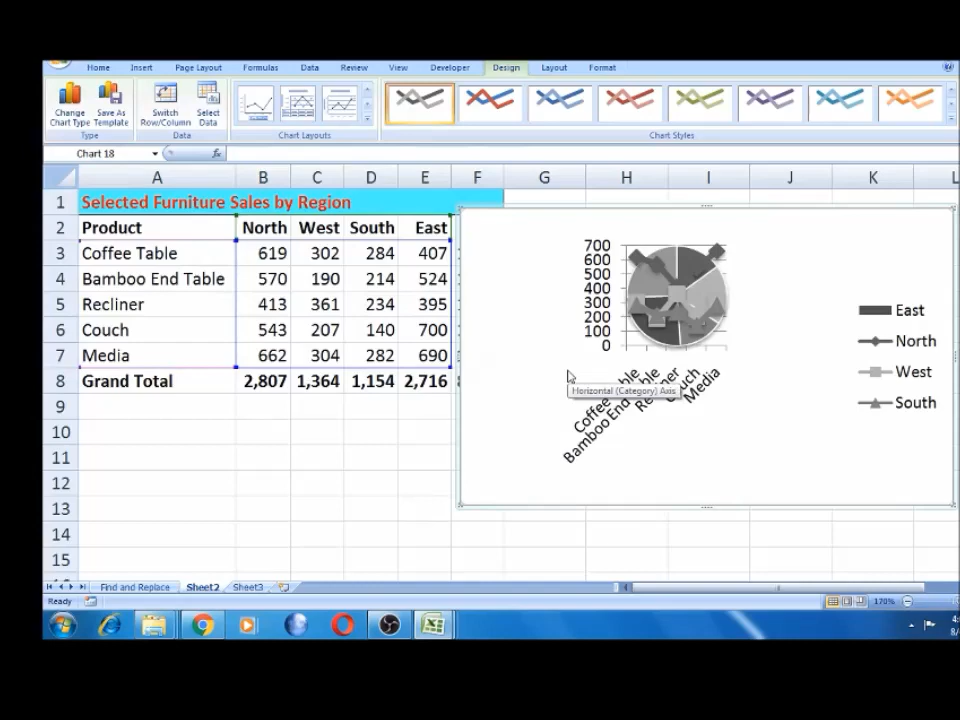 Home Insert Page Layout Formulas Data Review View Developer Design Layout Format
Change Chart Type Save As Template Switch Row/Column Select Data
Type Data Chart Layouts Chart Styles
Chart 18 fx
A B C D E F G H I J K L
1 Selected Furniture Sales by Region
2 Product North West South East
3 Coffee Table 619 302 284 407
4 Bamboo End Table 570 190 214 524
5 Recliner 413 361 234 395
6 Couch 543 207 140 700
7 Media 662 304 282 690
8 Grand Total 2,807 1,364 1,154 2,716
9
10
11
12
13
14
15
700
600
500
400
300
200
100
0
Horizontal (Category) Axis
Coffee Table
Bamboo End Table
Recliner
Couch
Media
East
North
West
South
Find and Replace Sheet2 Sheet3
Ready 170%